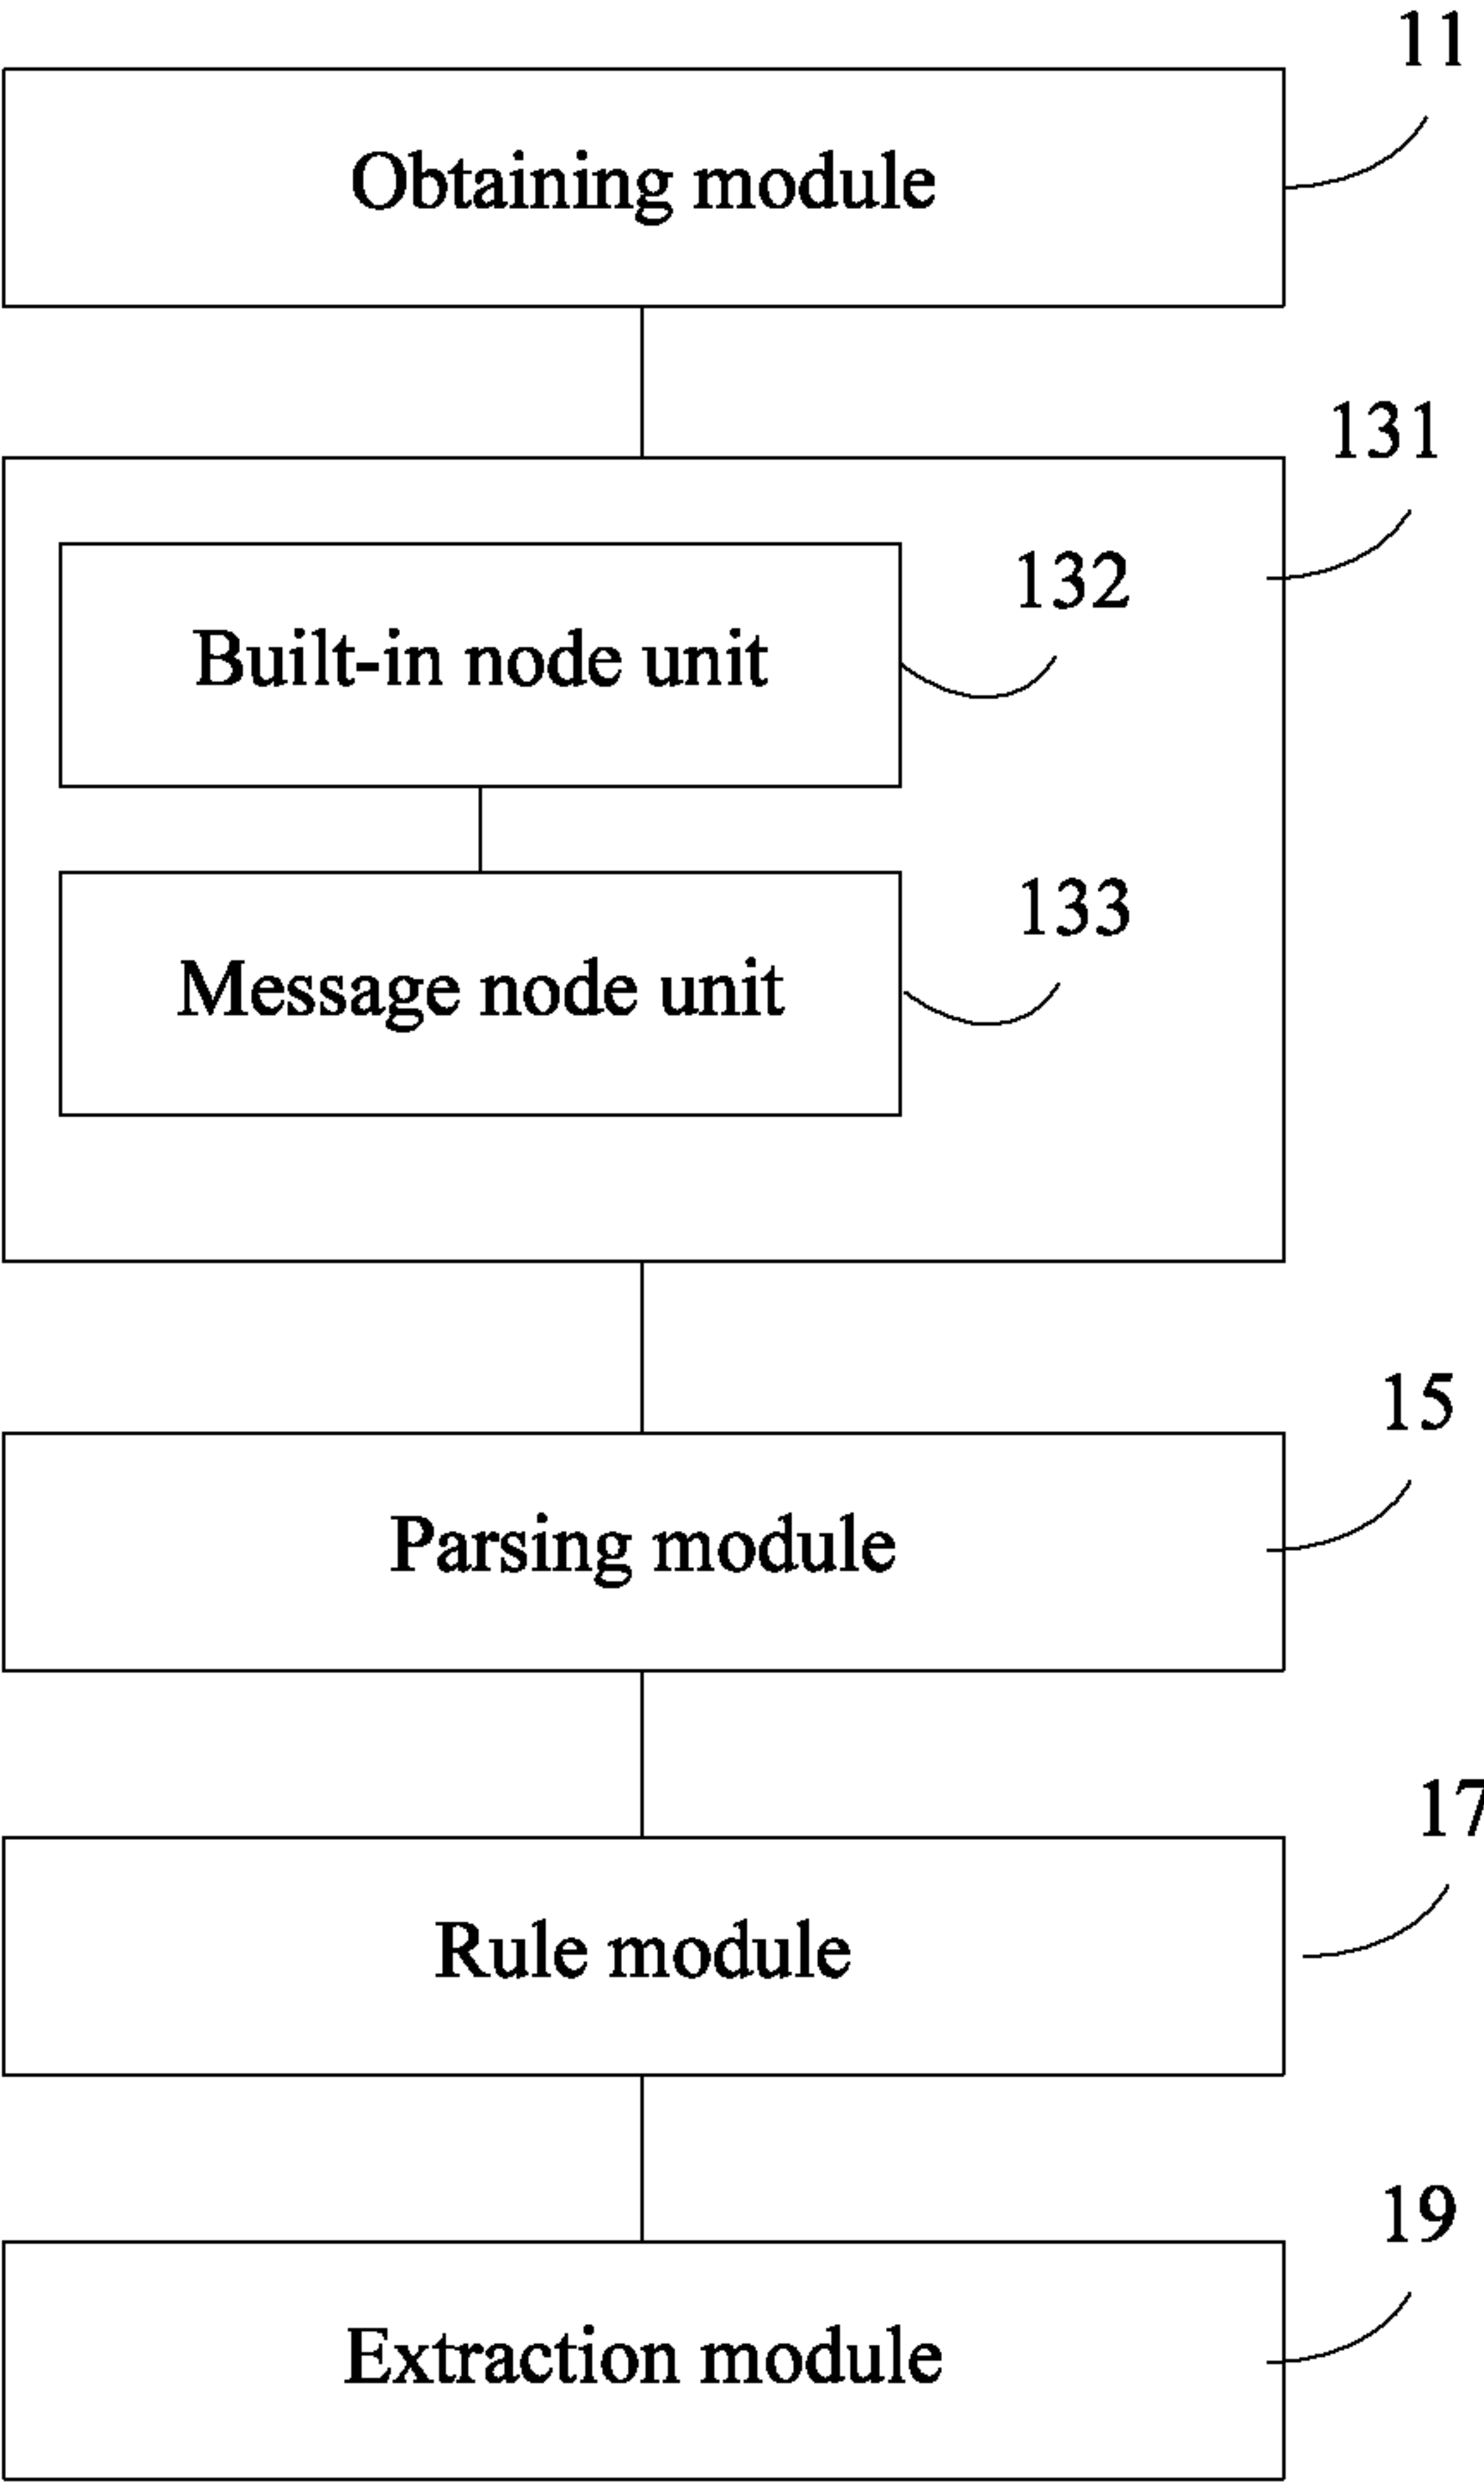 11
Obtaining module
131
132
Built-in node unit
133
Message node unit
15
Parsing module
17
Rule module
19
Extraction module